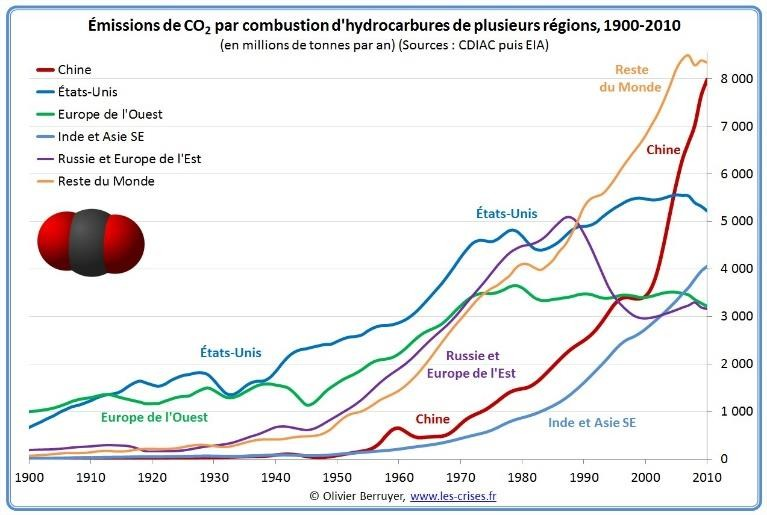 Émissions de CO₂ par combustion d'hydrocarbures de plusieurs régions, 1900-2010
(en millions de tonnes par an) (Sources : CDIAC puis EIA)
Chine
États-Unis
Europe de l'Ouest
Inde et Asie SE
Russie et Europe de l'Est
Reste du Monde
Reste
du Monde
Chine
États-Unis
États-Unis
Russie et
Europe de l'Est
Europe de l'Ouest
Chine
Inde et Asie SE
8 000
7 000
6 000
5 000
4 000
3 000
2 000
1 000
0
1900 1910 1920 1930 1940 1950 1960 1970 1980 1990 2000 2010
© Olivier Berruyer, www.les-crises.fr